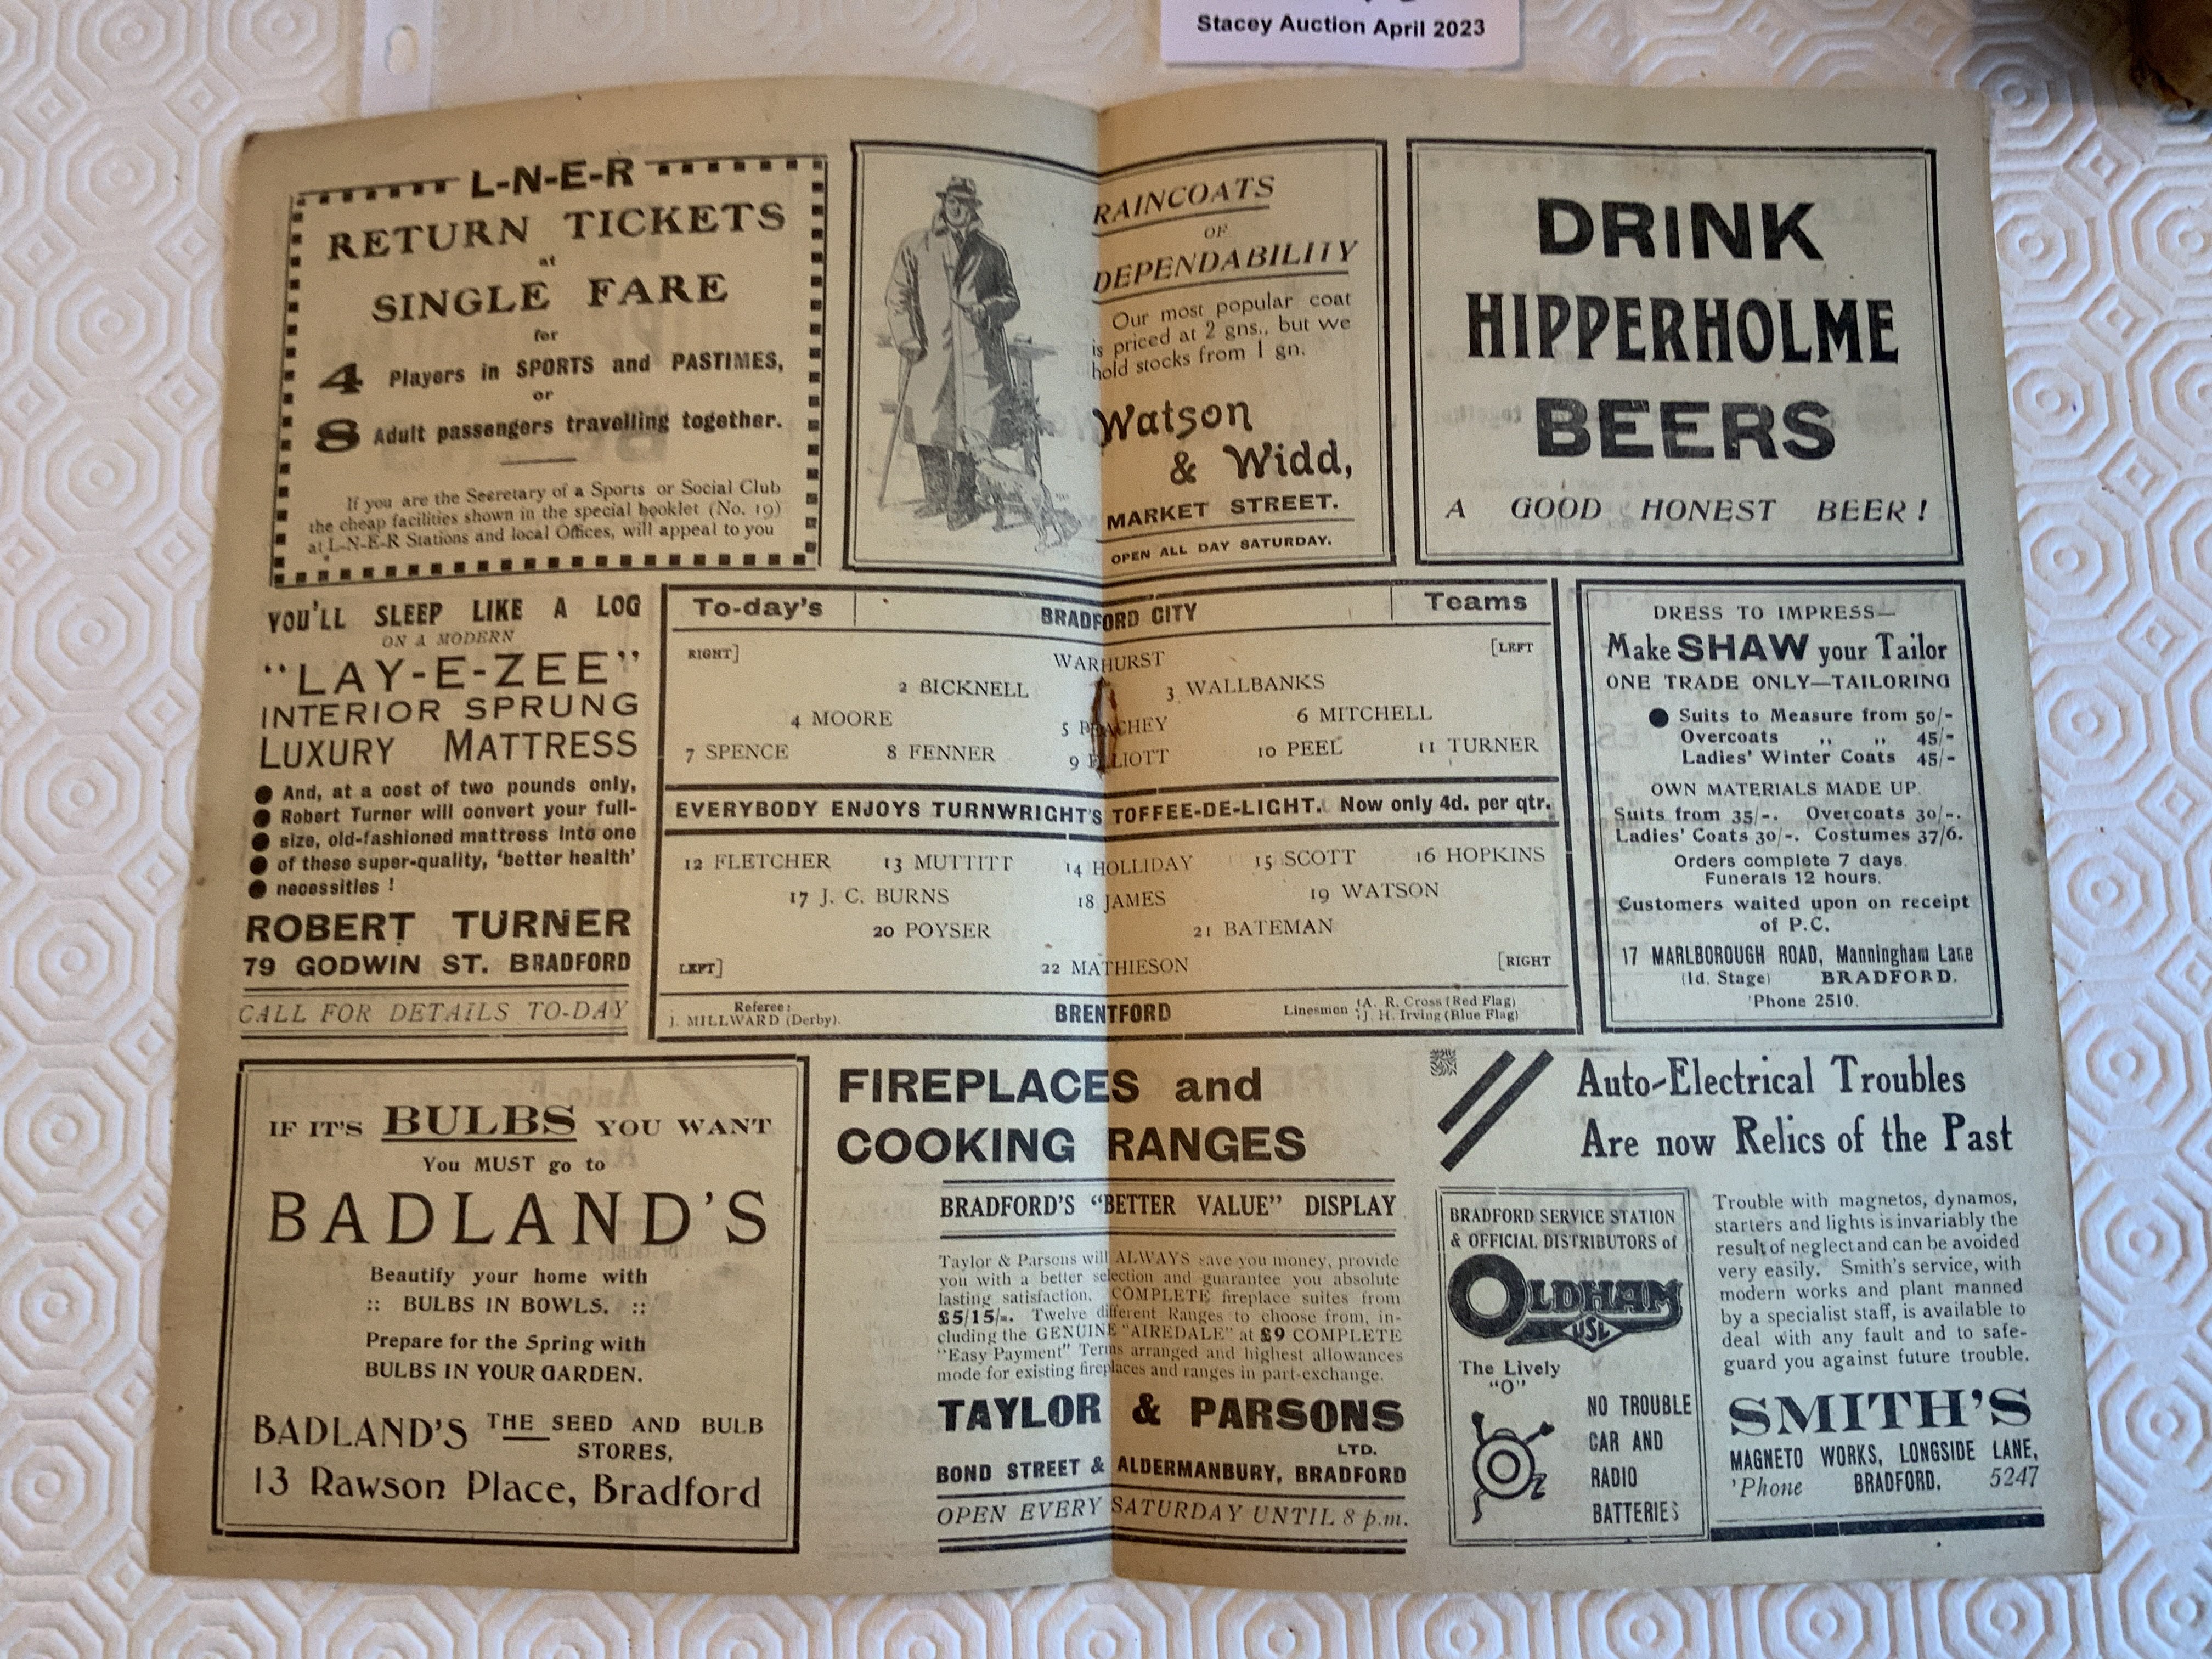 Stacey Auction April 2023
L-N-E-R
RETURN TICKETS
at
SINGLE FARE
for
4 Players in SPORTS and PASTIMES,
or
8 Adult passengers travelling together.
If you are the Secretary of a Sports or Social Club
the cheap facilities shown in the special booklet (No. 19)
at L-N-E-R Stations and local Offices, will appeal to you
RAINCOATS
OF
DEPENDABILITY
Our most popular coat
is priced at 2 gns., but we
hold stocks from 1 gn.
Watson
& Widd,
MARKET STREET.
OPEN ALL DAY SATURDAY.
DRINK
HIPPERHOLME
BEERS
A GOOD HONEST BEER!
YOU'LL SLEEP LIKE A LOG
ON A MODERN
"LAY-E-ZEE"
INTERIOR SPRUNG
LUXURY MATTRESS
And, at a cost of two pounds only,
Robert Turner will convert your full-
size, old-fashioned mattress into one
of these super-quality, 'better health'
necessities !
ROBERT TURNER
79 GODWIN ST. BRADFORD
CALL FOR DETAILS TO-DAY
To-day's BRADFORD CITY Teams
RIGHT] WARHURST [LEFT
2 BICKNELL 3 WALLBANKS
4 MOORE 5 PEACHEY 6 MITCHELL
7 SPENCE 8 FENNER 9 ELLIOTT 10 PEEL 11 TURNER
EVERYBODY ENJOYS TURNWRIGHT'S TOFFEE-DE-LIGHT. Now only 4d. per qtr.
12 FLETCHER 13 MUTTITT 14 HOLLIDAY 15 SCOTT 16 HOPKINS
17 J. C. BURNS 18 JAMES 19 WATSON
20 POYSER 21 BATEMAN
LEFT] 22 MATHIESON [RIGHT
Referee:
J. MILLWARD (Derby).
BRENTFORD
Linesmen A. R. Cross (Red Flag)
J. H. Irving (Blue Flag)
DRESS TO IMPRESS—
Make SHAW your Tailor
ONE TRADE ONLY—TAILORING
Suits to Measure from 50/-
Overcoats ,, ,, 45/-
Ladies' Winter Coats 45/-
OWN MATERIALS MADE UP.
Suits from 35/-. Overcoats 30/-.
Ladies' Coats 30/-. Costumes 37/6.
Orders complete 7 days.
Funerals 12 hours.
Customers waited upon on receipt
of P.C.
17 MARLBOROUGH ROAD, Manningham Lane
(1d. Stage) BRADFORD.
'Phone 2510.
IF IT'S BULBS YOU WANT
You MUST go to
BADLAND'S
Beautify your home with
:: BULBS IN BOWLS. ::
Prepare for the Spring with
BULBS IN YOUR GARDEN.
BADLAND'S THE SEED AND BULB
STORES,
13 Rawson Place, Bradford
FIREPLACES and
COOKING RANGES
BRADFORD'S "BETTER VALUE" DISPLAY
Taylor & Parsons will ALWAYS save you money, provide
you with a better selection and guarantee you absolute
lasting satisfaction. COMPLETE fireplace suites from
£5/15/-. Twelve different Ranges to choose from, in-
cluding the GENUINE "AIREDALE" at £9 COMPLETE
"Easy Payment" Terms arranged and highest allowances
mode for existing fireplaces and ranges in part-exchange.
TAYLOR & PARSONS
LTD.
BOND STREET & ALDERMANBURY, BRADFORD
OPEN EVERY SATURDAY UNTIL 8 p.m.
Auto-Electrical Troubles
Are now Relics of the Past
BRADFORD SERVICE STATION
& OFFICIAL DISTRIBUTORS of
OLDHAM
USL
The Lively
"O"
NO TROUBLE
CAR AND
RADIO
BATTERIES
Trouble with magnetos, dynamos,
starters and lights is invariably the
result of neglect and can be avoided
very easily. Smith's service, with
modern works and plant manned
by a specialist staff, is available to
deal with any fault and to safe-
guard you against future trouble.
SMITH'S
MAGNETO WORKS, LONGSIDE LANE,
'Phone BRADFORD. 5247